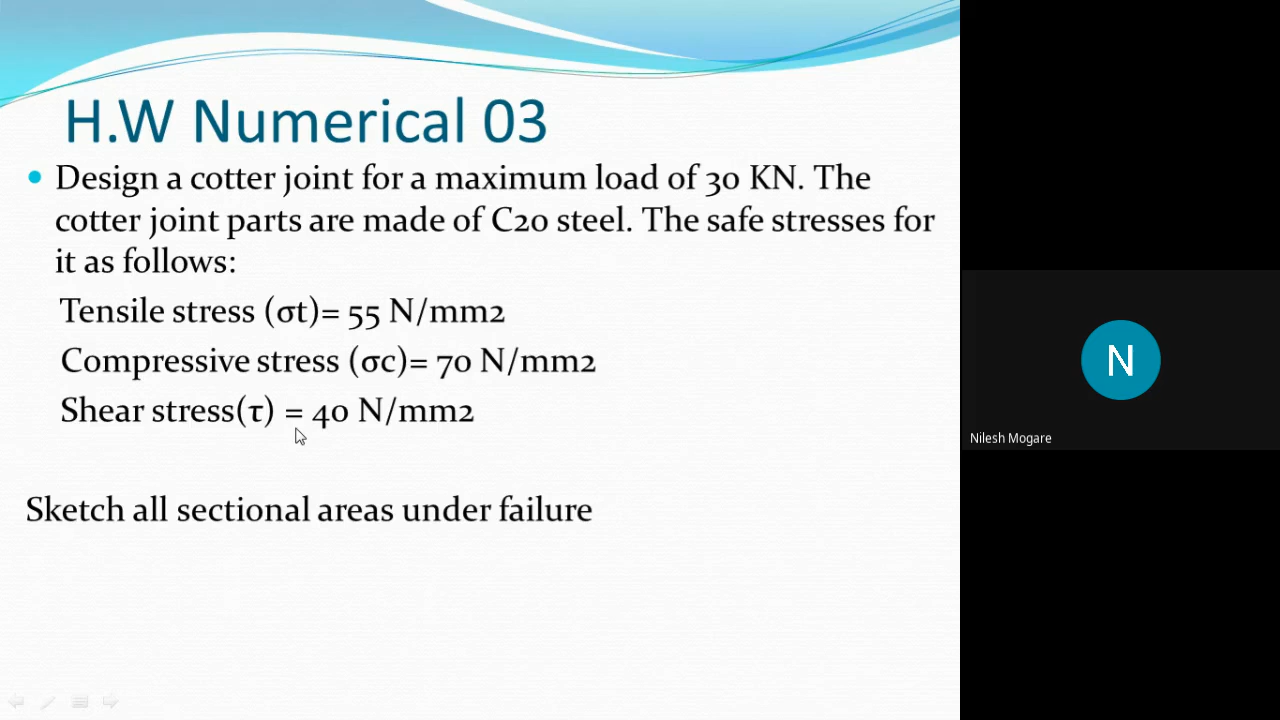 H.W Numerical 03
• Design a cotter joint for a maximum load of 30 KN. The
cotter joint parts are made of C20 steel. The safe stresses for
it as follows:
Tensile stress (σt)= 55 N/mm2
Compressive stress (σc)= 70 N/mm2
Shear stress(τ) = 40 N/mm2
Sketch all sectional areas under failure
N
Nilesh Mogare